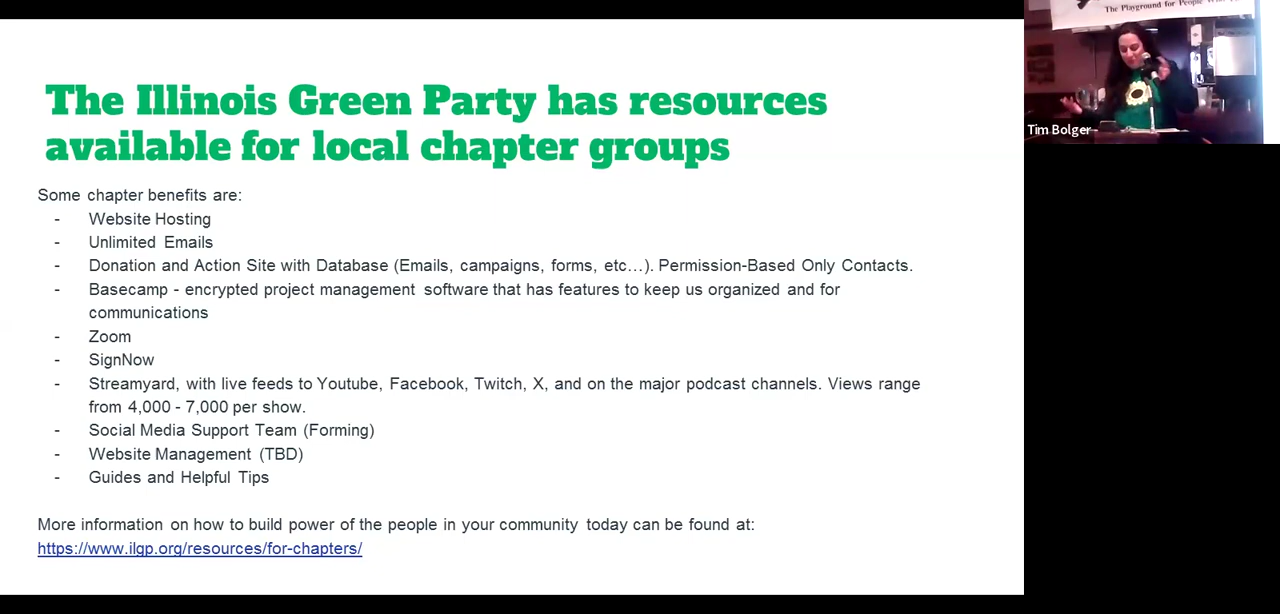 The Illinois Green Party has resources
available for local chapter groups
Some chapter benefits are:
- Website Hosting
- Unlimited Emails
- Donation and Action Site with Database (Emails, campaigns, forms, etc…). Permission-Based Only Contacts.
- Basecamp - encrypted project management software that has features to keep us organized and for
communications
- Zoom
- SignNow
- Streamyard, with live feeds to Youtube, Facebook, Twitch, X, and on the major podcast channels. Views range
from 4,000 - 7,000 per show.
- Social Media Support Team (Forming)
- Website Management (TBD)
- Guides and Helpful Tips
More information on how to build power of the people in your community today can be found at:
https://www.ilgp.org/resources/for-chapters/
The Playground for People
Tim Bolger